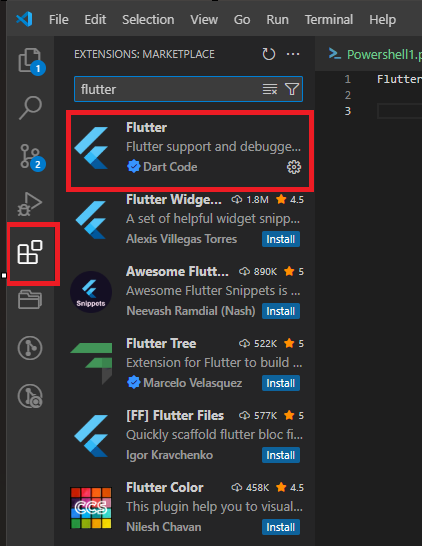 File Edit Selection View Go Run Terminal Help
EXTENSIONS: MARKETPLACE
Powershell1.p
flutter
1 Flutter
2
3
1
2
Flutter
Flutter support and debugge...
Dart Code
Flutter Widge... 1.8M 4.5
A set of helpful widget snipp...
Alexis Villegas Torres Install
Awesome Flutt... 890K 5
Awesome Flutter Snippets is ...
Neevash Ramdial (Nash) Install
Snippets
Flutter Tree 522K 5
Extension for Flutter to build ...
Marcelo Velasquez Install
[FF] Flutter Files 577K 5
Quickly scaffold flutter bloc fi...
Igor Kravchenko Install
Flutter Color 458K 4.5
This plugin help you to visual...
Nilesh Chavan Install
CCS